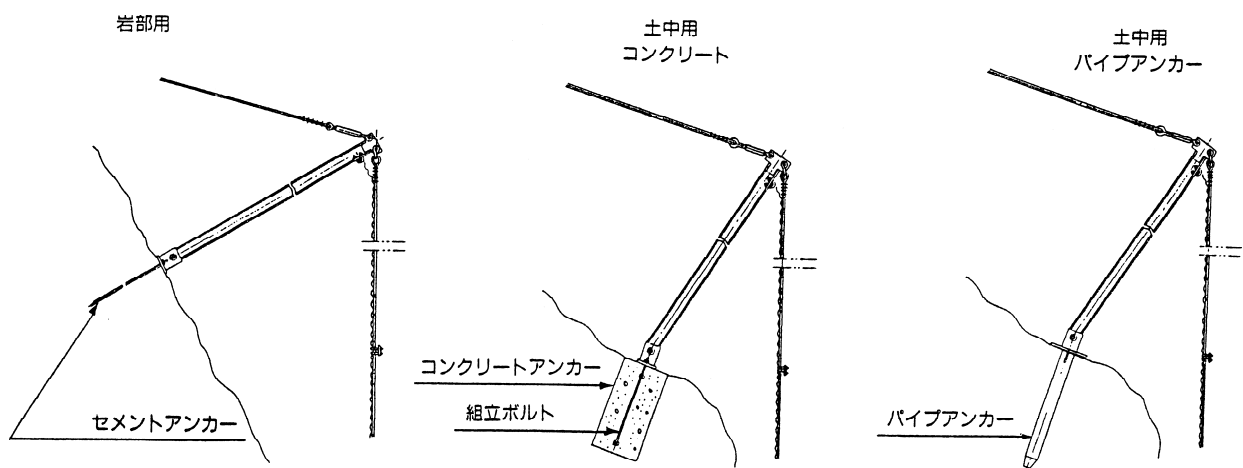 岩部用
土中用
コンクリート
土中用
パイプアンカー
セメントアンカー
コンクリートアンカー
組立ボルト
パイプアンカー